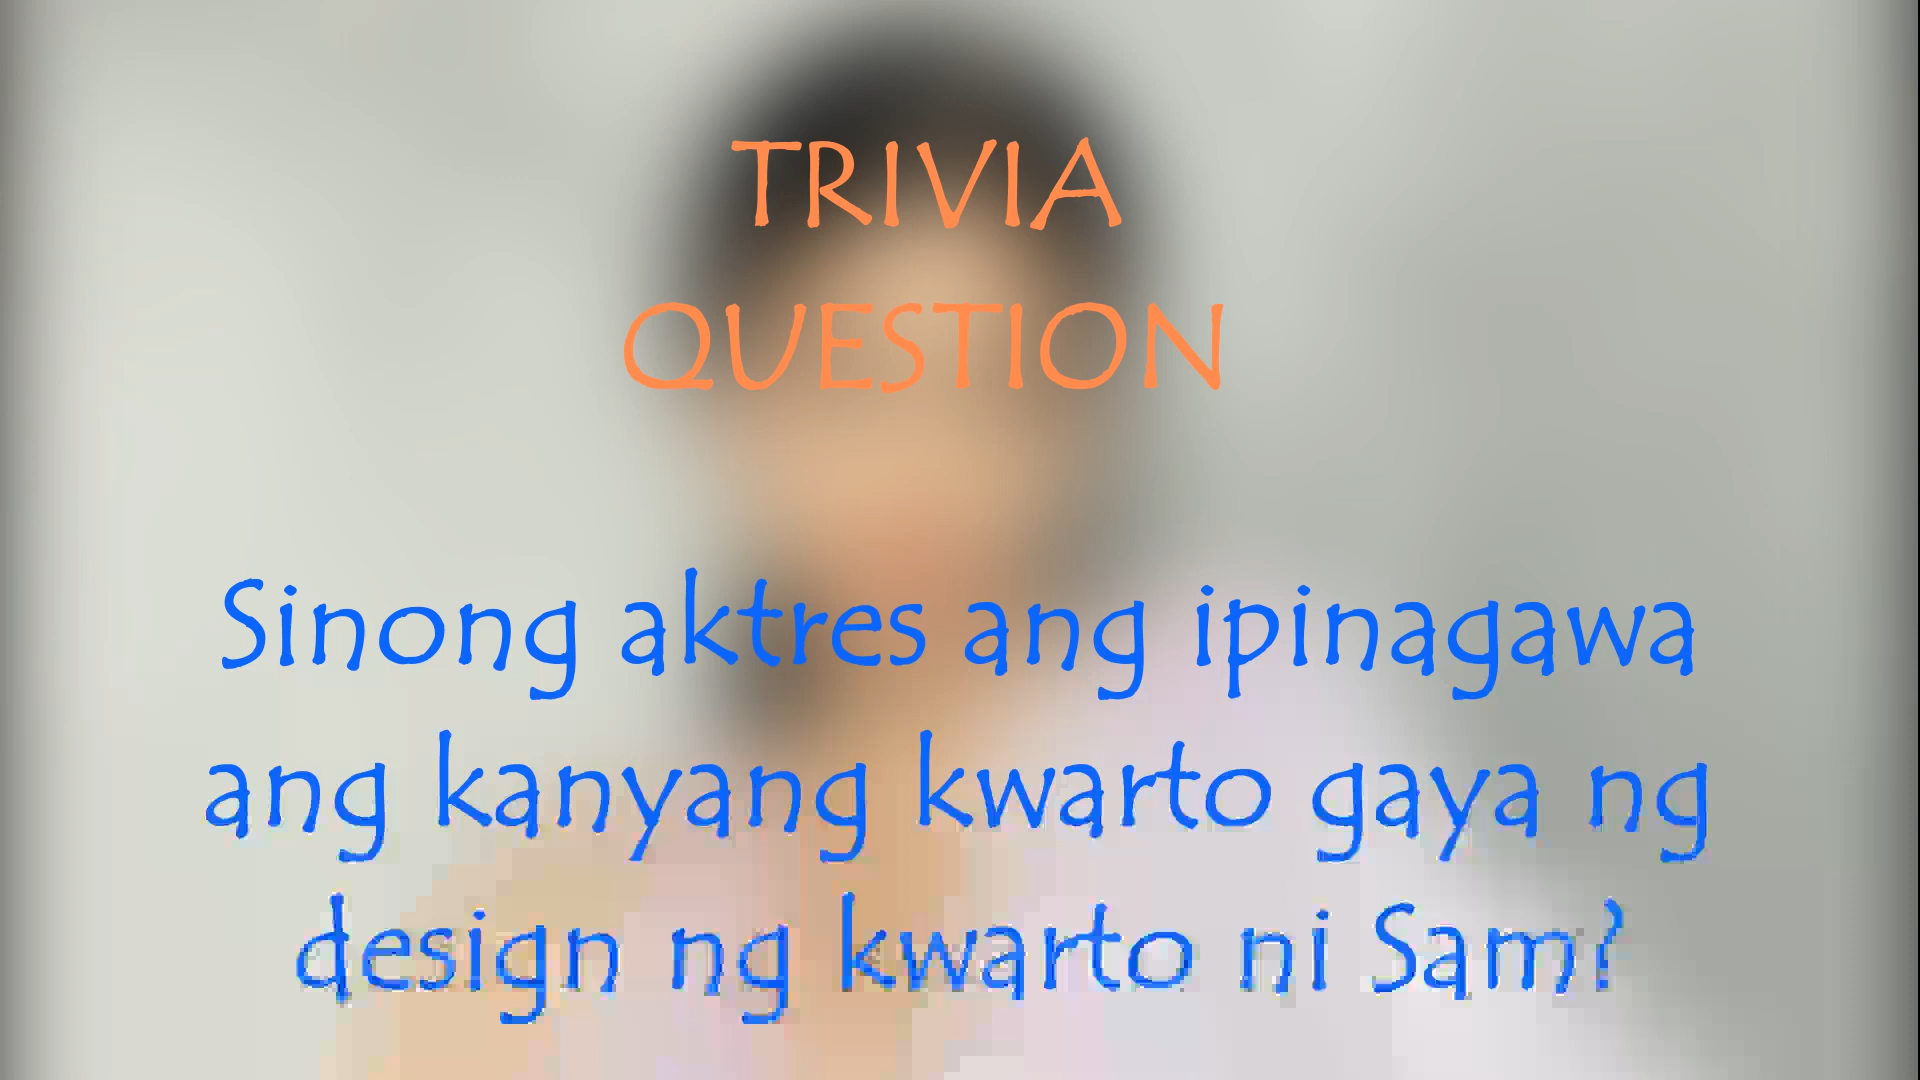 TRIVIA
QUESTION
Sinong aktres ang ipinagawa
ang kanyang kwarto gaya ng
design ng kwarto ni Sam?